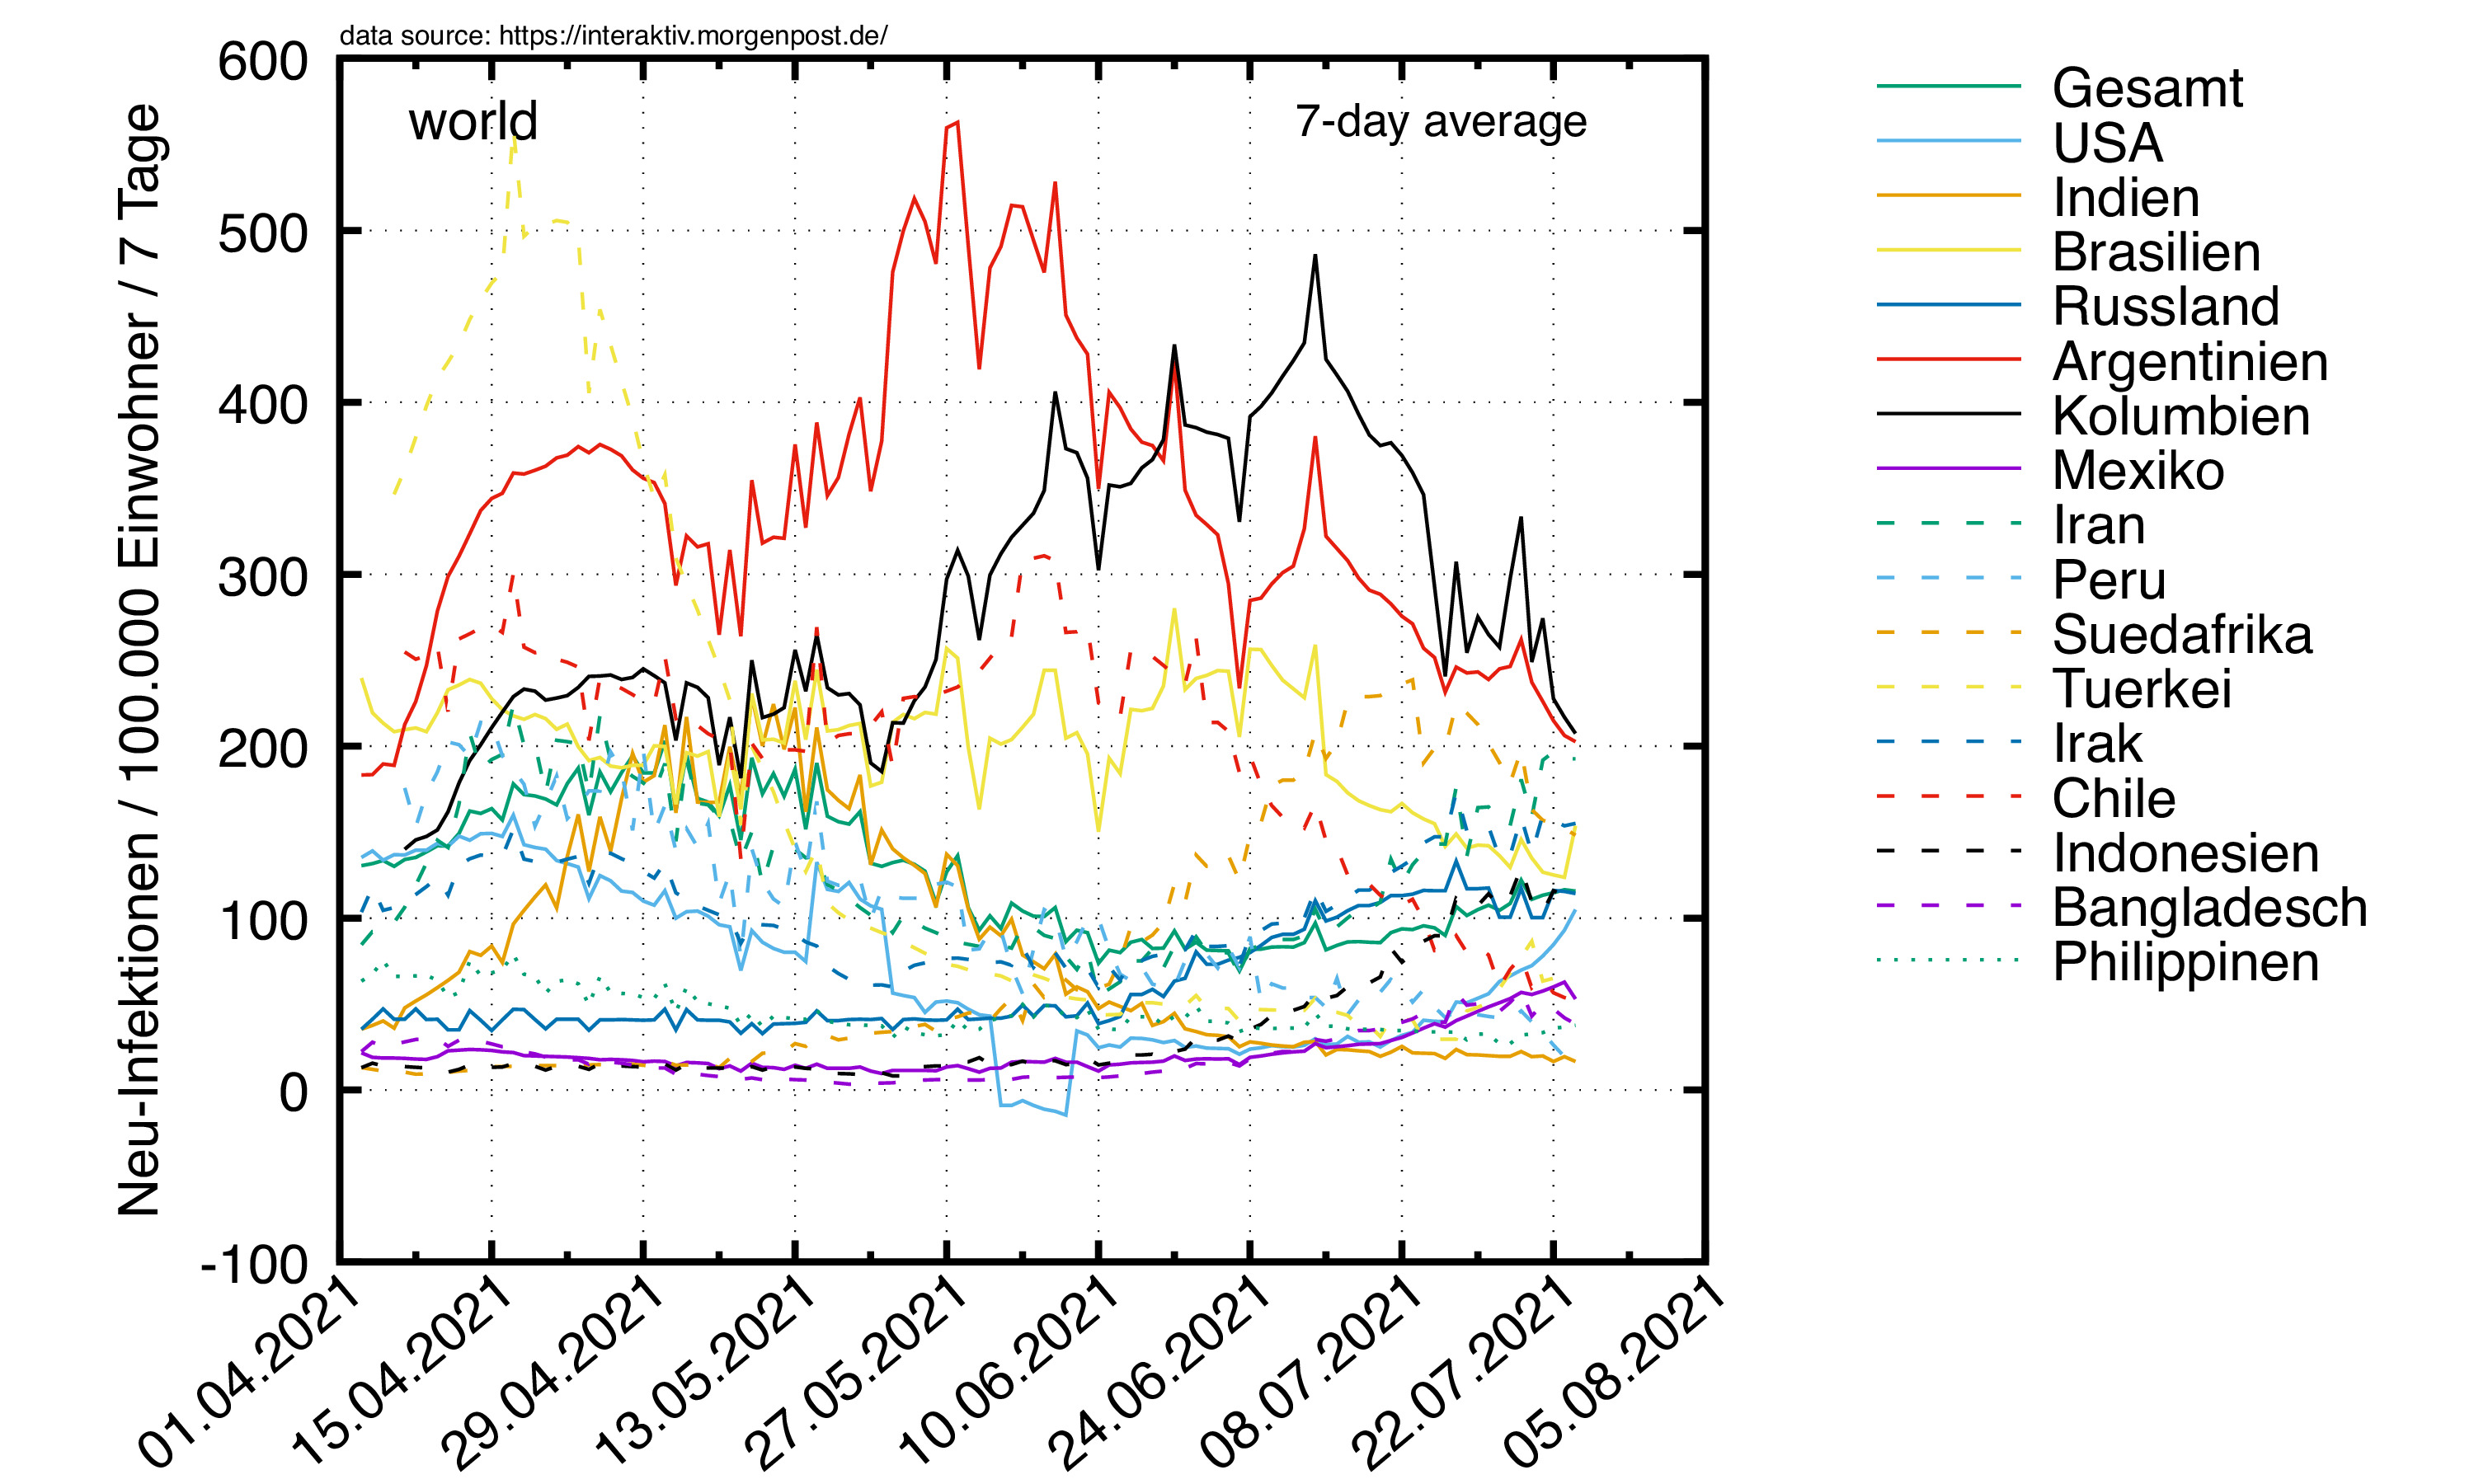 data source: https://interaktiv.morgenpost.de/
world
7-day average
Neu-Infektionen / 100.000 Einwohner / 7 Tage
600
500
400
300
200
100
0
-100
01.04.2021
15.04.2021
29.04.2021
13.05.2021
27.05.2021
10.06.2021
24.06.2021
08.07.2021
22.07.2021
05.08.2021
Gesamt
USA
Indien
Brasilien
Russland
Argentinien
Kolumbien
Mexiko
Iran
Peru
Suedafrika
Tuerkei
Irak
Chile
Indonesien
Bangladesch
Philippinen